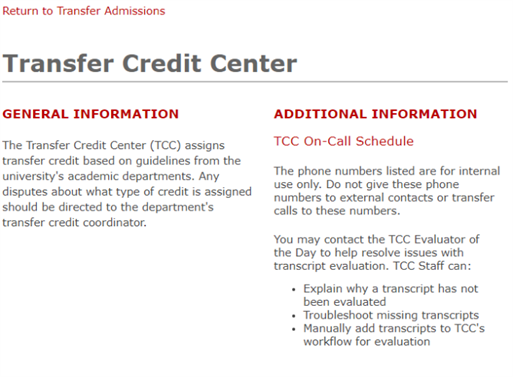 Return to Transfer Admissions
Transfer Credit Center
GENERAL INFORMATION
The Transfer Credit Center (TCC) assigns
transfer credit based on guidelines from the
university's academic departments. Any
disputes about what type of credit is assigned
should be directed to the department's
transfer credit coordinator.
ADDITIONAL INFORMATION
TCC On-Call Schedule
The phone numbers listed are for internal
use only. Do not give these phone
numbers to external contacts or transfer
calls to these numbers.
You may contact the TCC Evaluator of
the Day to help resolve issues with
transcript evaluation. TCC Staff can:
• Explain why a transcript has not
been evaluated
• Troubleshoot missing transcripts
• Manually add transcripts to TCC's
workflow for evaluation